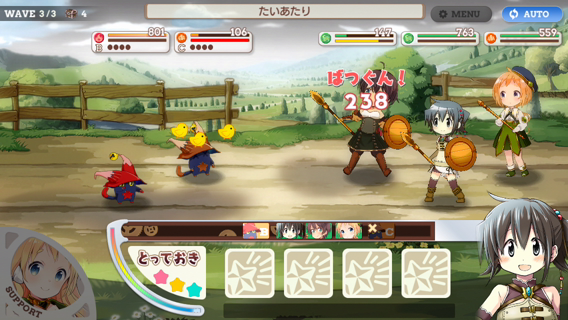 WAVE 3/3 4
たいあたり
MENU
AUTO
801
B
106
C
147
763
559
ばつぐん!
238
とっておき
SUPPORT